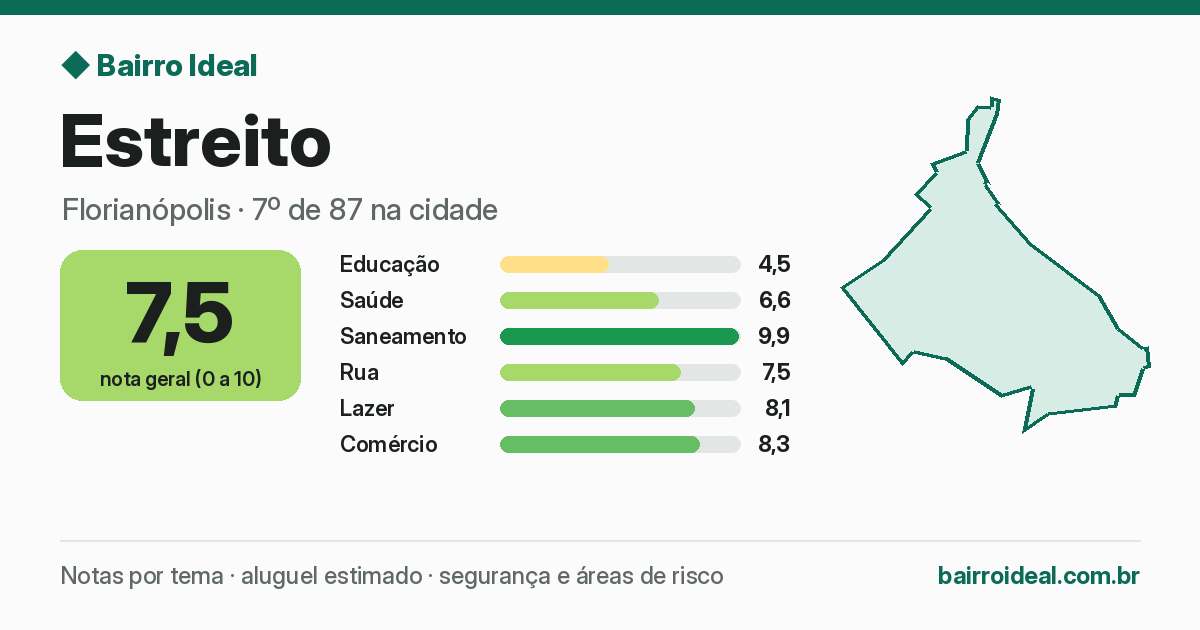 Bairro Ideal
Estreito
Florianópolis · 7º de 87 na cidade
7,5
nota geral (0 a 10)
Educação 4,5
Saúde 6,6
Saneamento 9,9
Rua 7,5
Lazer 8,1
Comércio 8,3
Notas por tema · aluguel estimado · segurança e áreas de risco
bairroideal.com.br